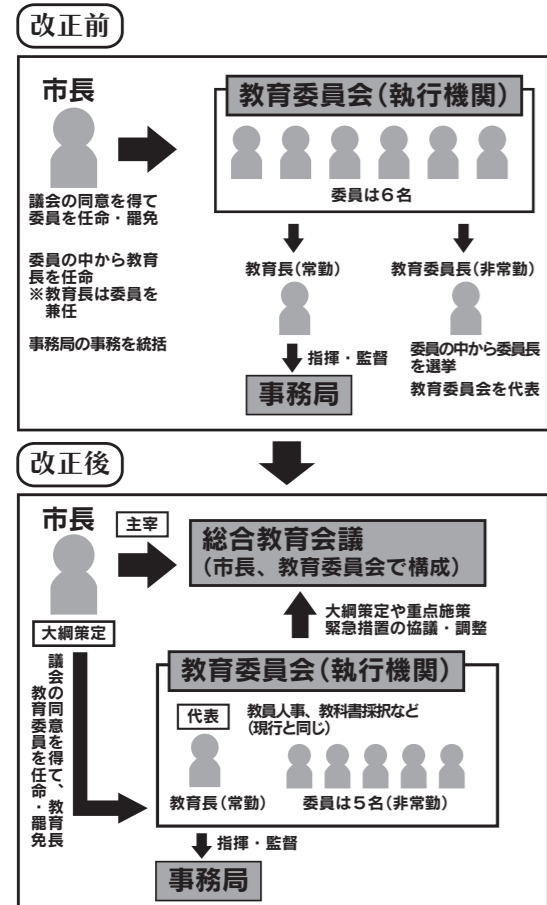 改正前
市長
議会の同意を得て
委員を任命・罷免
委員の中から教育
長を任命
※教育長は委員を
兼任
事務局の事務を統括
教育委員会(執行機関)
委員は6名
教育長(常勤)
教育委員長(非常勤)
指揮・監督
事務局
委員の中から委員長
を選挙
教育委員会を代表
改正後
市長
主宰
総合教育会議
(市長、教育委員会で構成)
大綱策定
大綱策定や重点施策
緊急措置の協議・調整
議会の同意を得て、教育長
教育委員を任命・罷免
教育委員会(執行機関)
代表
教員人事、教科書採択など
(現行と同じ)
教育長(常勤)
委員は5名(非常勤)
指揮・監督
事務局